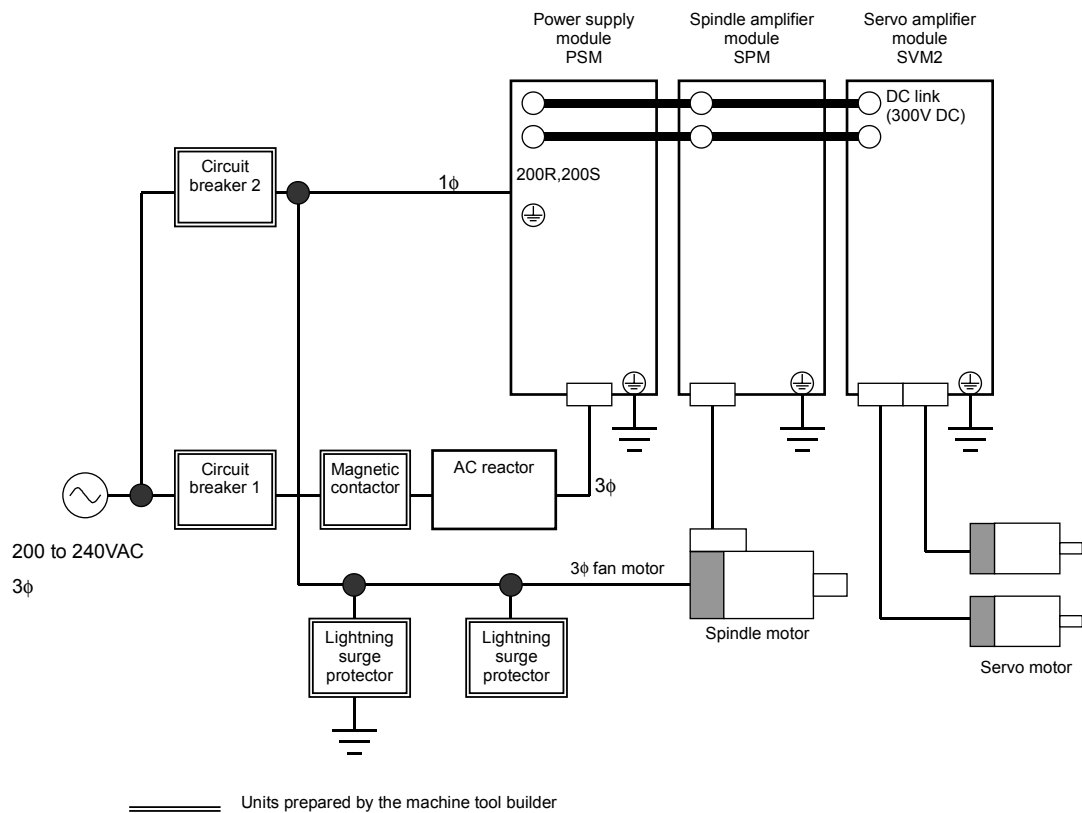 Power supply
module
PSM
Spindle amplifier
module
SPM
Servo amplifier
module
SVM2
DC link
(300V DC)
Circuit
breaker 2
1ϕ
200R,200S
Circuit
breaker 1
Magnetic
contactor
AC reactor
3ϕ
200 to 240VAC
3ϕ
3ϕ fan motor
Lightning
surge
protector
Lightning
surge
protector
Spindle motor
Servo motor
Units prepared by the machine tool builder